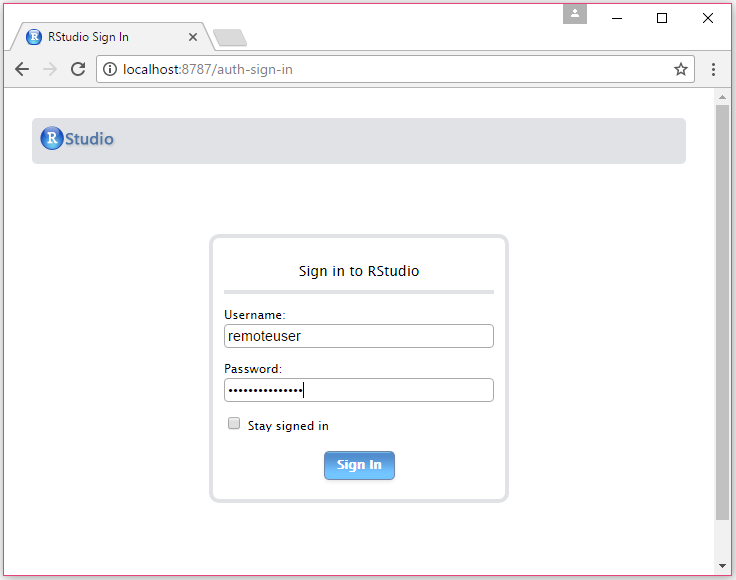 RStudio Sign In
localhost:8787/auth-sign-in
R Studio
Sign in to RStudio
Username:
remoteuser
Password:
•••••••••••••••
Stay signed in
Sign In